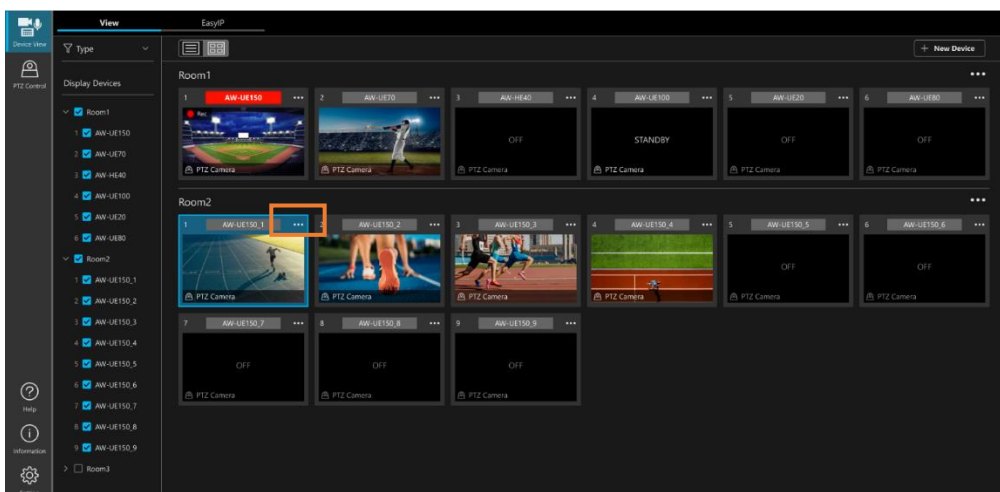 View
EasyIP
Device View
Type
New Device
PTZ Control
Display Devices
Room1
1 AW-UE150
2 AW-UE70
3 AW-HE40
4 AW-UE100
5 AW-UE20
6 AW-UE80
Room2
1 AW-UE150_1
2 AW-UE150_2
3 AW-UE150_3
4 AW-UE150_4
5 AW-UE150_5
6 AW-UE150_6
7 AW-UE150_7
8 AW-UE150_8
9 AW-UE150_9
Room3
Help
Information
Room1
1 AW-UE150 ••• 2 AW-UE70 ••• 3 AW-HE40 ••• 4 AW-UE100 ••• 5 AW-UE20 ••• 6 AW-UE80 •••
Rec
OFF STANDBY OFF OFF
PTZ Camera PTZ Camera PTZ Camera PTZ Camera PTZ Camera PTZ Camera
Room2
1 AW-UE150_1 ••• 2 AW-UE150_2 ••• 3 AW-UE150_3 ••• 4 AW-UE150_4 ••• 5 AW-UE150_5 ••• 6 AW-UE150_6 •••
OFF OFF
PTZ Camera PTZ Camera PTZ Camera PTZ Camera PTZ Camera PTZ Camera
7 AW-UE150_7 ••• 8 AW-UE150_8 ••• 9 AW-UE150_9 •••
OFF OFF OFF
PTZ Camera PTZ Camera PTZ Camera